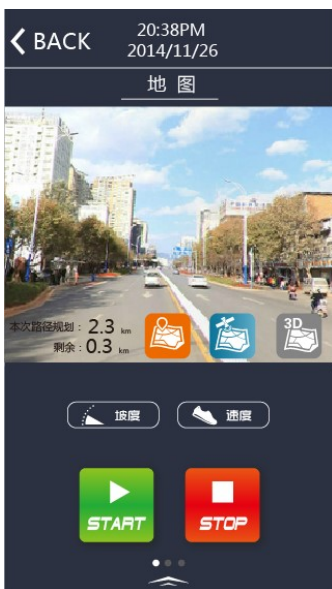 BACK
20:38PM
2014/11/26
地 图
本次路径规划：2.3 km
剩余：0.3 km
3D
坡度
速度
START
STOP